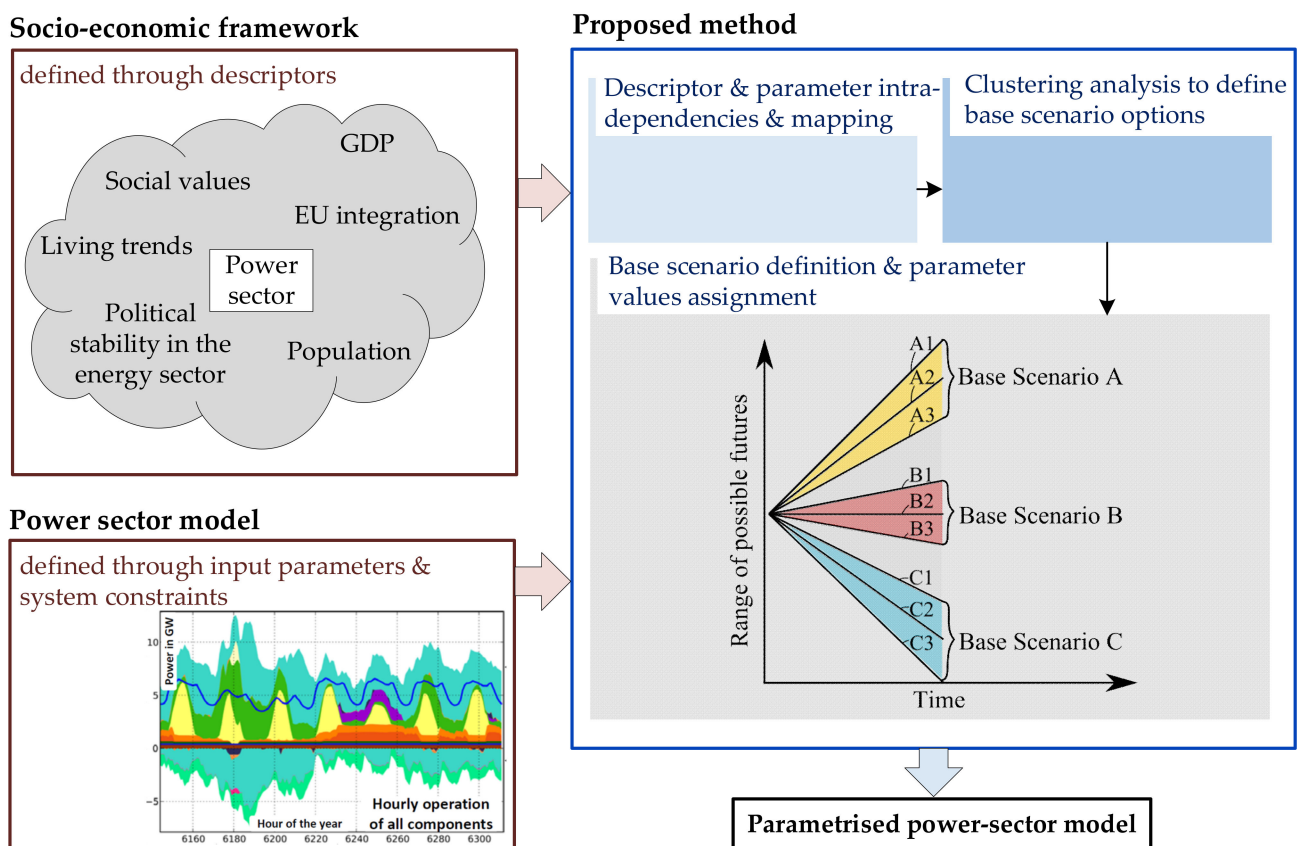 Socio-economic framework
defined through descriptors
GDP
Social values
EU integration
Living trends
Power
sector
Political
stability in the
energy sector
Population
Power sector model
defined through input parameters &
system constraints
Power in GW
10
5
0
−5
Hourly operation
of all components
Hour of the year
6160
6180
6200
6220
6240
6260
6280
6300
Proposed method
Descriptor & parameter intra-
dependencies & mapping
Clustering analysis to define
base scenario options
Base scenario definition & parameter
values assignment
Range of possible futures
A1
A2
A3
Base Scenario A
B1
B2
B3
Base Scenario B
C1
C2
C3
Base Scenario C
Time
Parametrised power-sector model